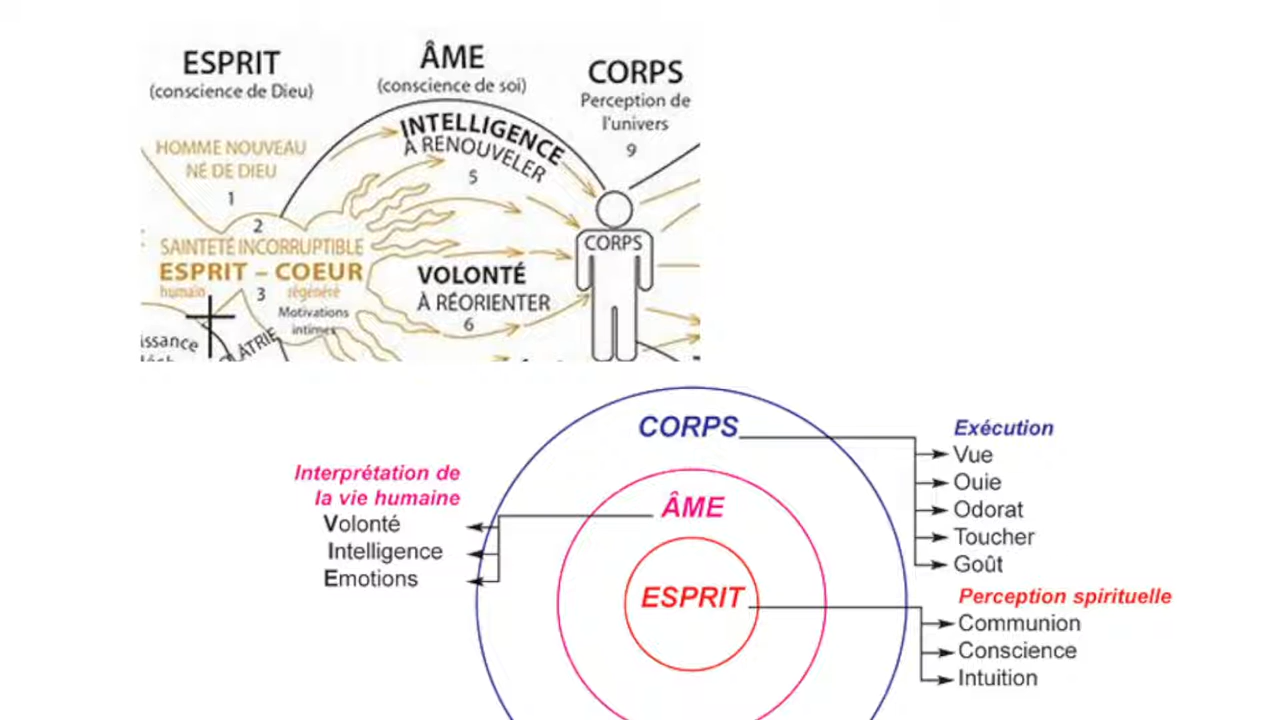 ESPRIT
(conscience de Dieu)
ÂME
(conscience de soi)
CORPS
Perception de
l'univers
9
HOMME NOUVEAU
NÉ DE DIEU
1
INTELLIGENCE
À RENOUVELER
5
2
SAINTETÉ INCORRUPTIBLE
ESPRIT – COEUR
humain
régénéré
3
Motivations
intimes
VOLONTÉ
À RÉORIENTER
6
CORPS
issance
LÂTRIE
CORPS
Exécution
Vue
Ouie
Odorat
Toucher
Goût
Interprétation de
la vie humaine
Volonté
Intelligence
Emotions
ÂME
ESPRIT
Perception spirituelle
Communion
Conscience
Intuition